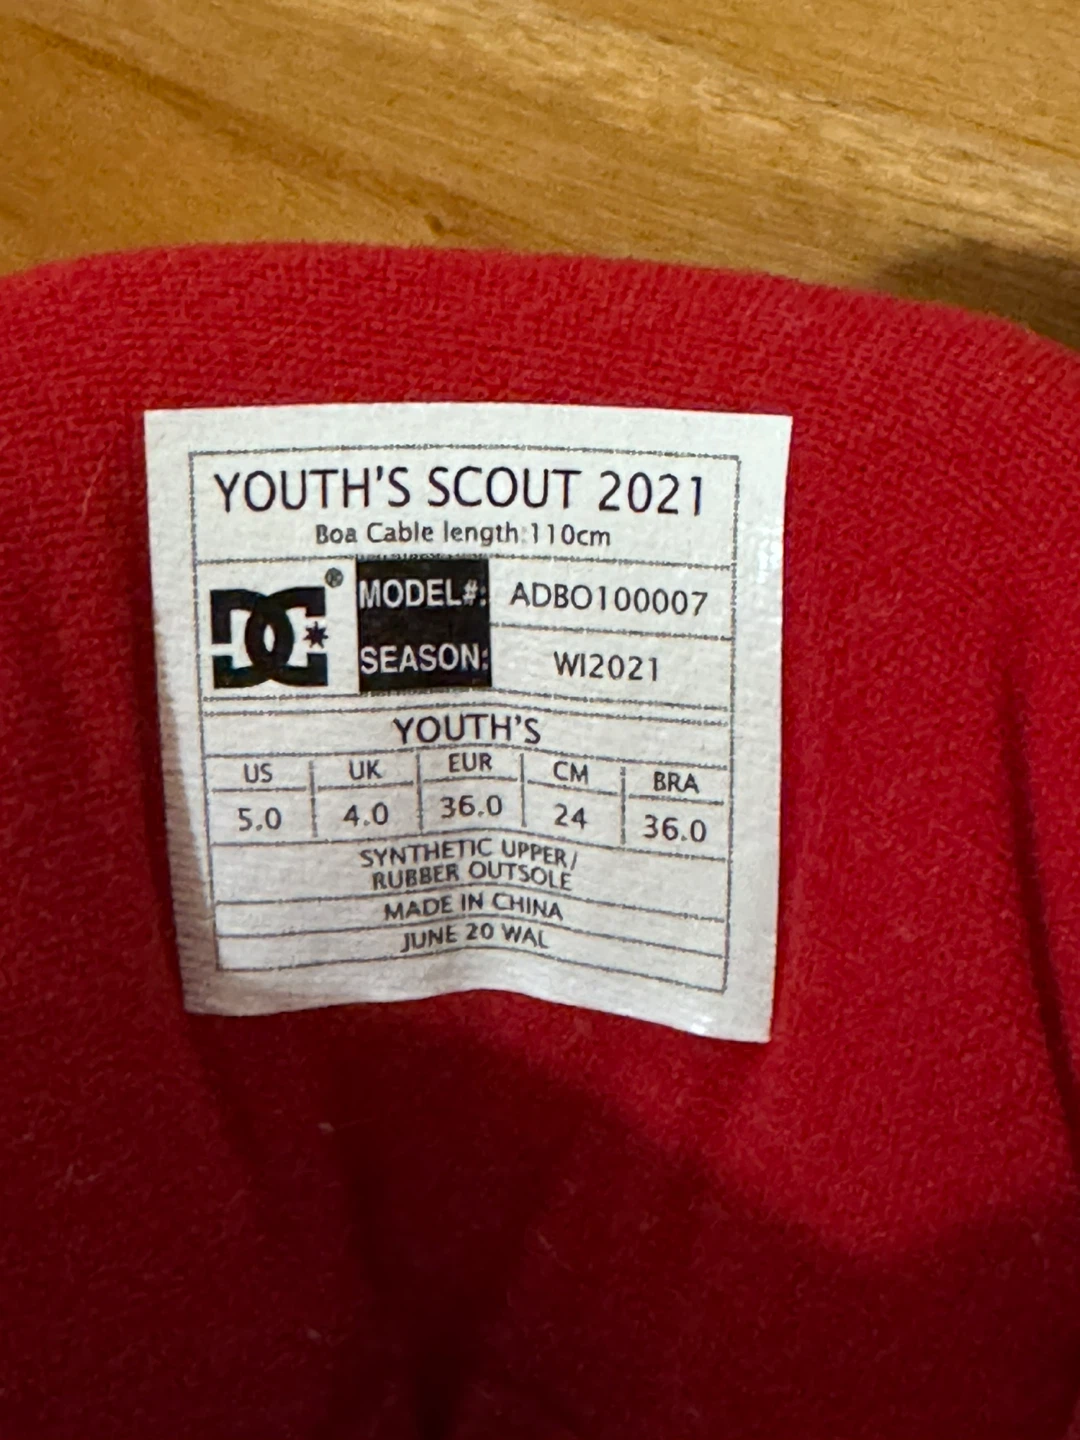 YOUTH'S SCOUT 2021
Boa Cable length:110cm
DC ®
MODEL#: ADBO100007
SEASON: WI2021
YOUTH'S
US UK EUR CM BRA
5.0 4.0 36.0 24 36.0
SYNTHETIC UPPER/
RUBBER OUTSOLE
MADE IN CHINA
JUNE 20 WAL